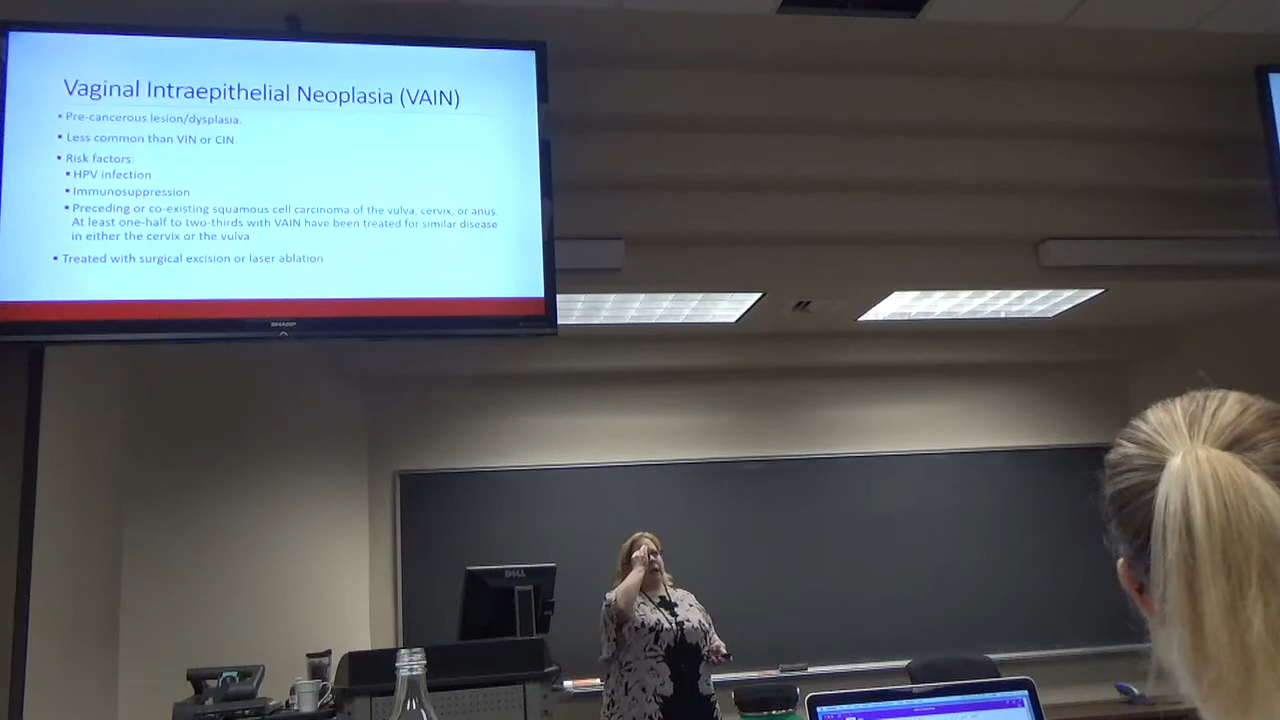 Vaginal Intraepithelial Neoplasia (VAIN)
▪ Pre-cancerous lesion/dysplasia.
▪ Less common than VIN or CIN
▪ Risk factors:
▪ HPV infection
▪ Immunosuppression
▪ Preceding or co-existing squamous cell carcinoma of the vulva, cervix, or anus.
At least one-half to two-thirds with VAIN have been treated for similar disease
in either the cervix or the vulva
▪ Treated with surgical excision or laser ablation
SHARP
DELL